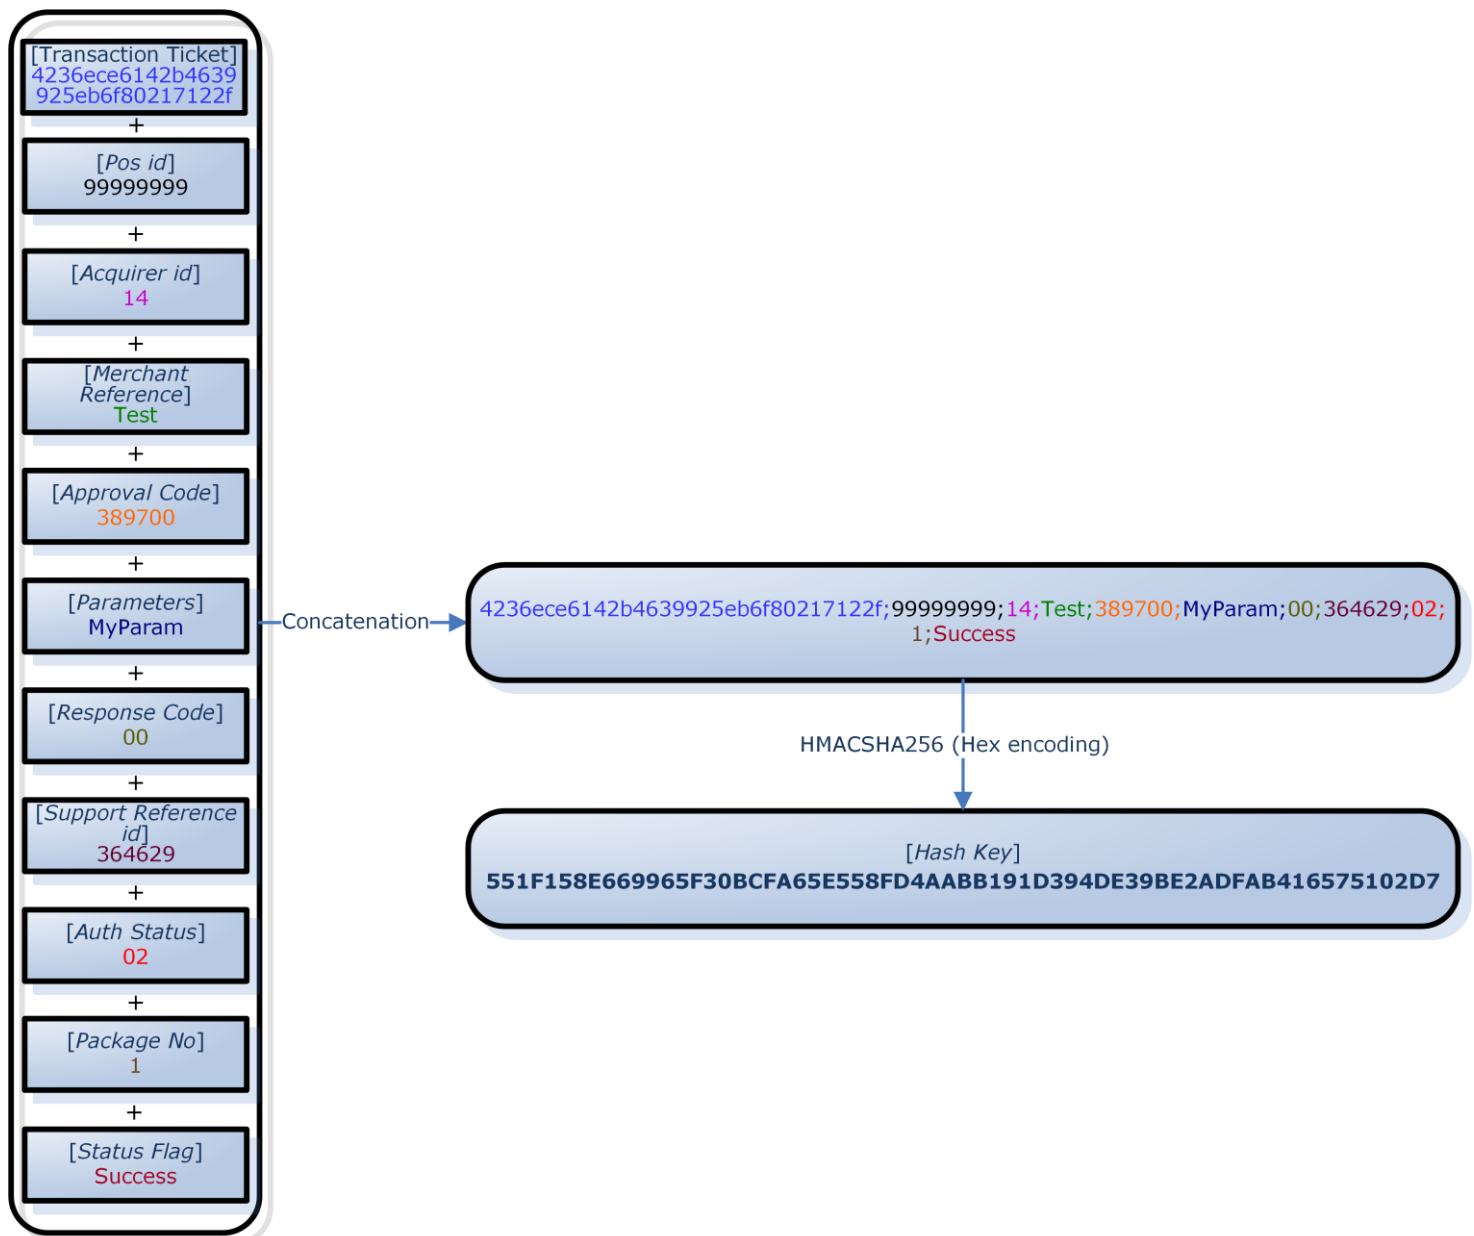 [Transaction Ticket]
4236ece6142b4639
925eb6f80217122f
+
[Pos id]
99999999
+
[Acquirer id]
14
+
[Merchant
Reference]
Test
+
[Approval Code]
389700
+
[Parameters]
MyParam
+
[Response Code]
00
+
[Support Reference
id]
364629
+
[Auth Status]
02
+
[Package No]
1
+
[Status Flag]
Success
Concatenation
4236ece6142b4639925eb6f80217122f;99999999;14;Test;389700;MyParam;00;364629;02;
1;Success
HMACSHA256 (Hex encoding)
[Hash Key]
551F158E669965F30BCFA65E558FD4AABB191D394DE39BE2ADFAB416575102D7